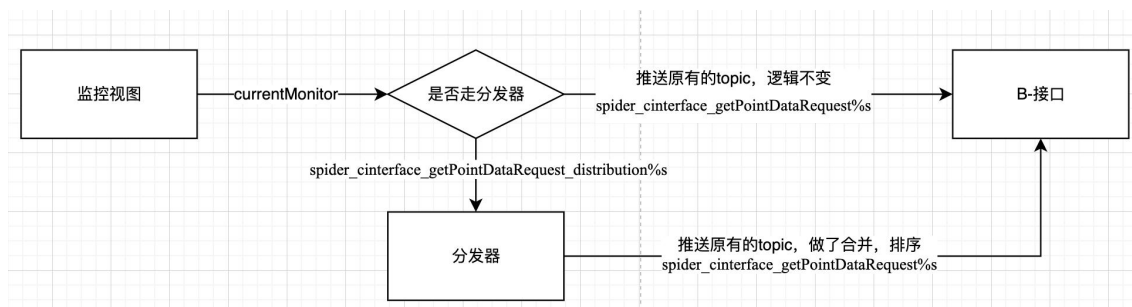 监控视图
currentMonitor
是否走分发器
推送原有的topic，逻辑不变
spider_cinterface_getPointDataRequest%s
B-接口
spider_cinterface_getPointDataRequest_distribution%s
分发器
推送原有的topic，做了合并，排序
spider_cinterface_getPointDataRequest%s